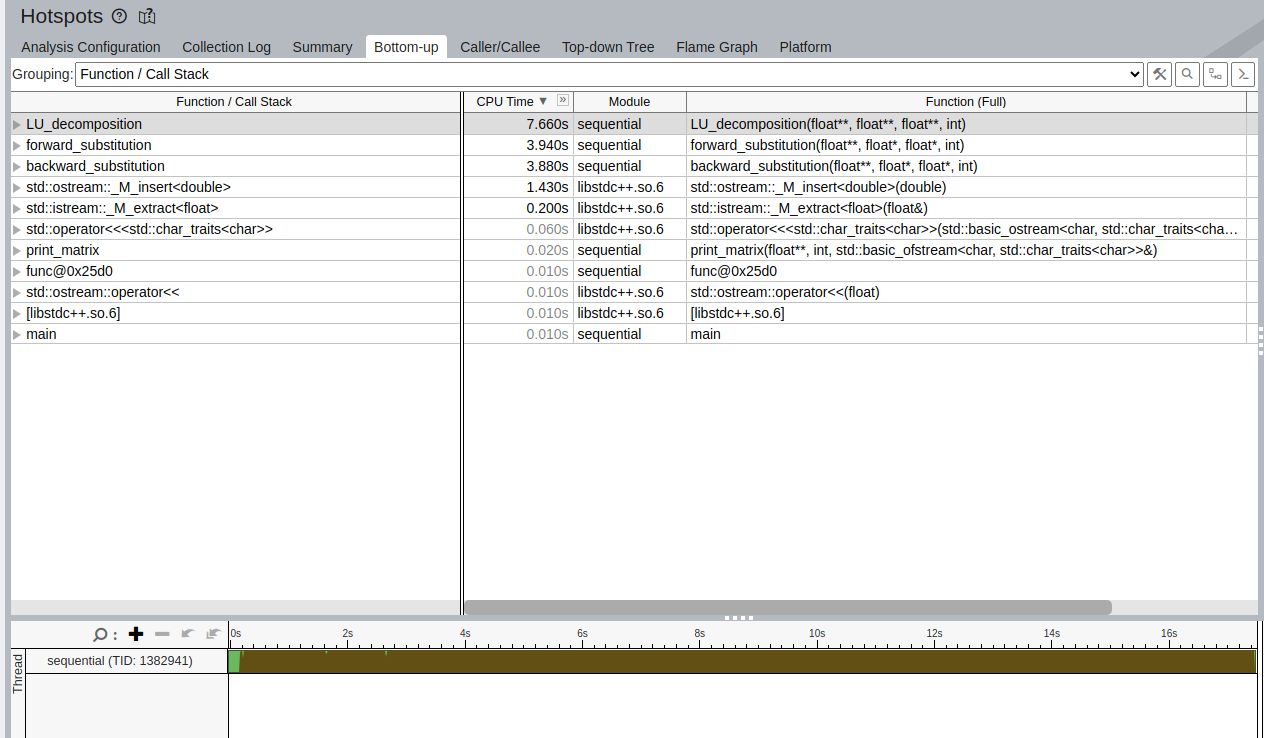 Hotspots
Analysis Configuration Collection Log Summary Bottom-up Caller/Callee Top-down Tree Flame Graph Platform
Grouping: Function / Call Stack
Function / Call Stack CPU Time ▼ » Module Function (Full)
LU_decomposition 7.660s sequential LU_decomposition(float**, float**, float**, int)
forward_substitution 3.940s sequential forward_substitution(float**, float*, float*, int)
backward_substitution 3.880s sequential backward_substitution(float**, float*, float*, int)
std::ostream::_M_insert<double> 1.430s libstdc++.so.6 std::ostream::_M_insert<double>(double)
std::istream::_M_extract<float> 0.200s libstdc++.so.6 std::istream::_M_extract<float>(float&)
std::operator<<<std::char_traits<char>> 0.060s libstdc++.so.6 std::operator<<<std::char_traits<char>>(std::basic_ostream<char, std::char_traits<cha…
print_matrix 0.020s sequential print_matrix(float**, int, std::basic_ofstream<char, std::char_traits<char>>&)
func@0x25d0 0.010s sequential func@0x25d0
std::ostream::operator<< 0.010s libstdc++.so.6 std::ostream::operator<<(float)
[libstdc++.so.6] 0.010s libstdc++.so.6 [libstdc++.so.6]
main 0.010s sequential main
0s 2s 4s 6s 8s 10s 12s 14s 16s
Thread
sequential (TID: 1382941)